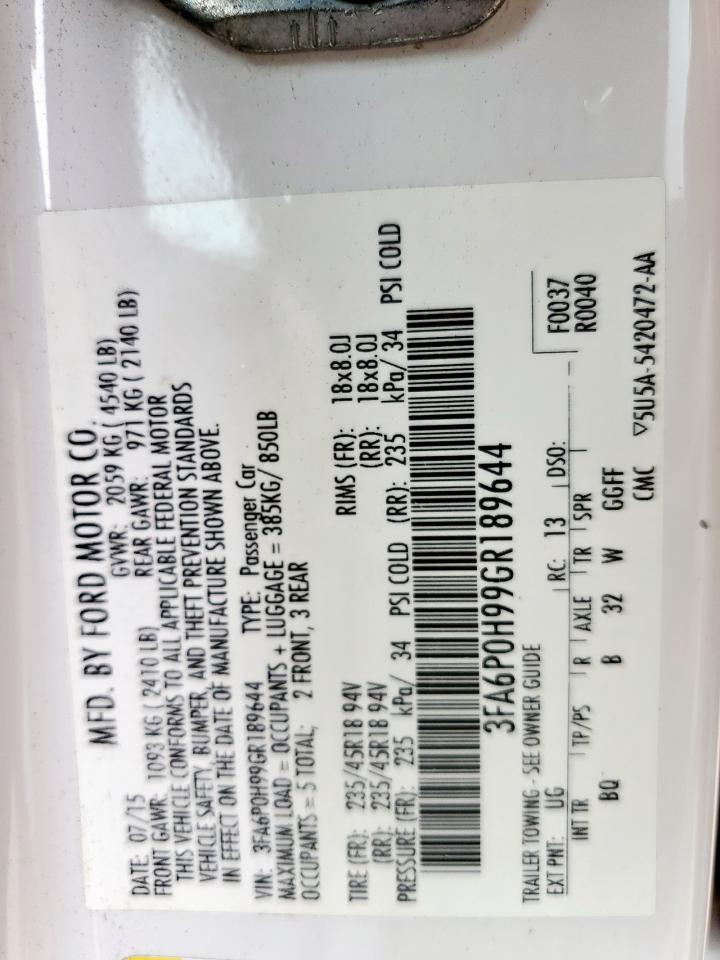 MFD. BY FORD MOTOR CO.
DATE: 07/15 GVWR: 2059 KG ( 4540 LB)
FRONT GAWR: 1093 KG ( 2410 LB) REAR GAWR: 971 KG ( 2140 LB)
THIS VEHICLE CONFORMS TO ALL APPLICABLE FEDERAL MOTOR
VEHICLE SAFETY, BUMPER, AND THEFT PREVENTION STANDARDS
IN EFFECT ON THE DATE OF MANUFACTURE SHOWN ABOVE.
VIN: 3FA6P0H99GR189644 TYPE: Passenger Car
MAXIMUM LOAD = OCCUPANTS + LUGGAGE = 385KG/ 850LB
OCCUPANTS = 5 TOTAL; 2 FRONT, 3 REAR
TIRE (FR): 235/45R18 94V RIMS (FR): 18x8.0J
(RR): 235/45R18 94V (RR): 18x8.0J
PRESSURE (FR): 235 kPa/ 34 PSI COLD (RR): 235 kPa/ 34 PSI COLD
3FA6P0H99GR189644
TRAILER TOWING - SEE OWNER GUIDE
F0037
EXT PNT: UG RC: 13 DSO: R0040
INT TR TP/PS R AXLE TR SPR
BQ B 32 W GGFF
CMC ▽5U5A-5420472-AA